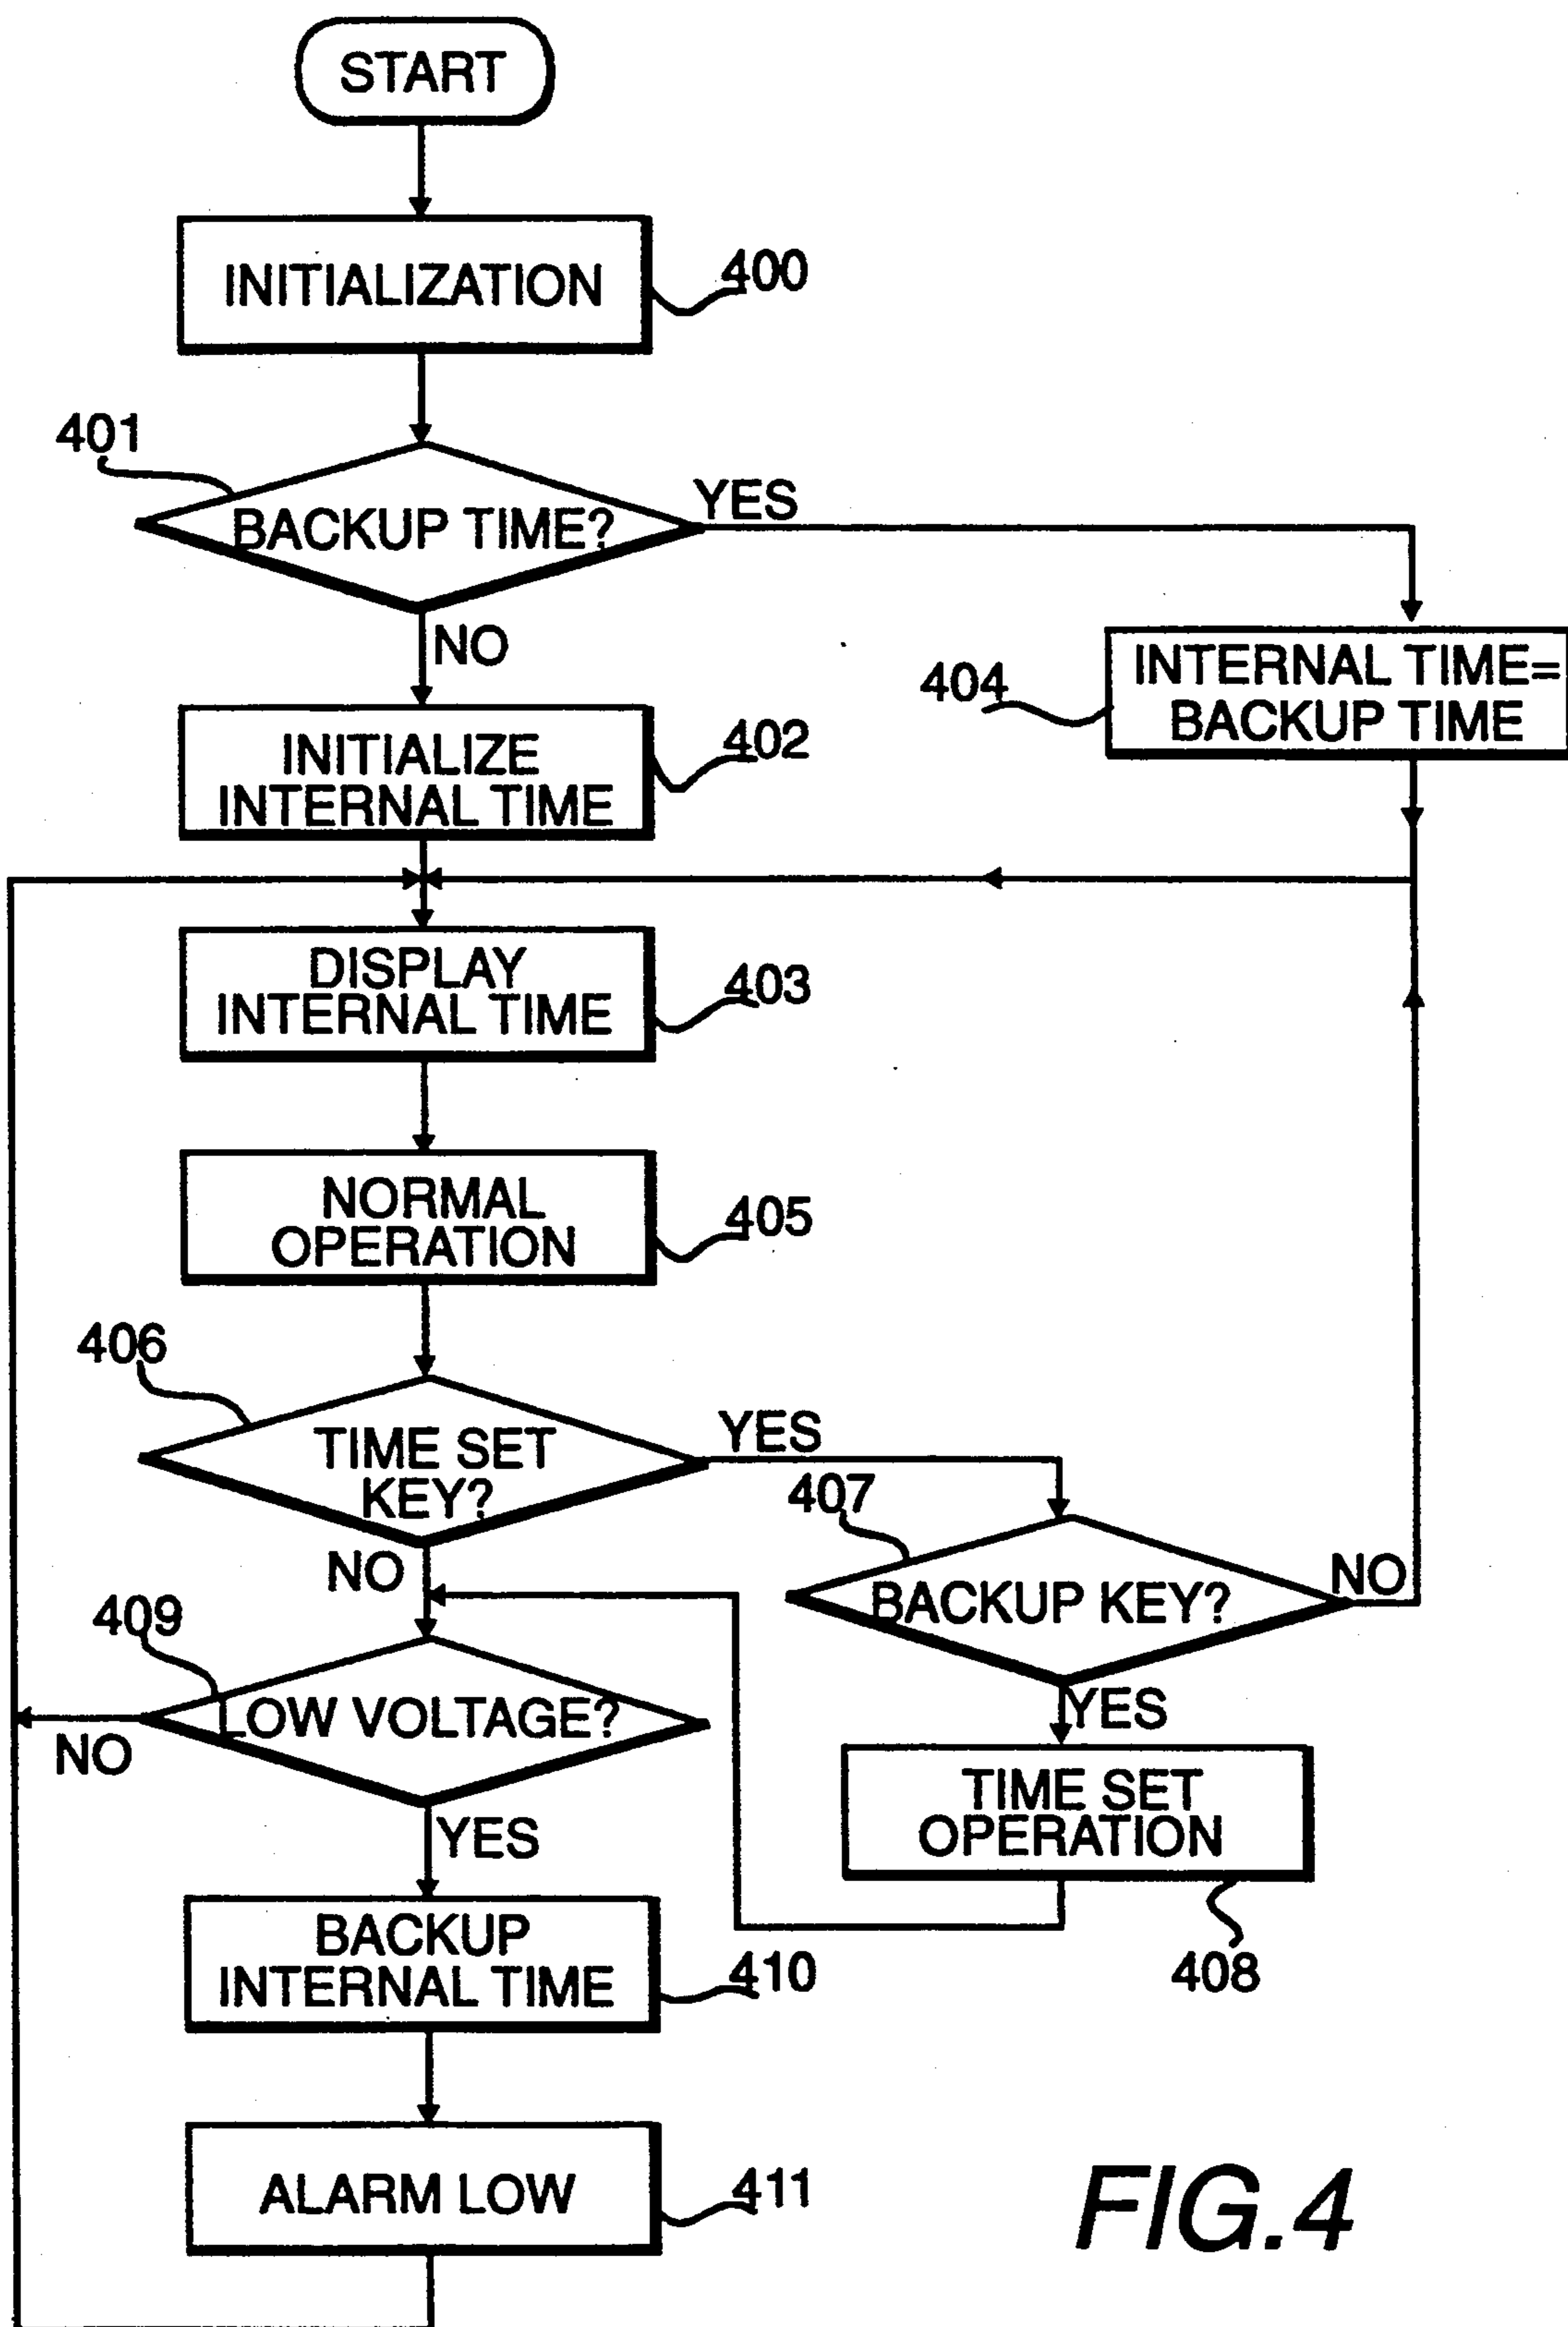 START
INITIALIZATION
400
401
BACKUP TIME?
YES
NO
INTERNAL TIME=
BACKUP TIME
404
INITIALIZE
INTERNAL TIME
402
DISPLAY
INTERNAL TIME
403
NORMAL
OPERATION
405
406
TIME SET
KEY?
YES
NO
407
BACKUP KEY?
NO
YES
409
LOW VOLTAGE?
NO
YES
TIME SET
OPERATION
408
BACKUP
INTERNAL TIME
410
ALARM LOW
411
FIG.4